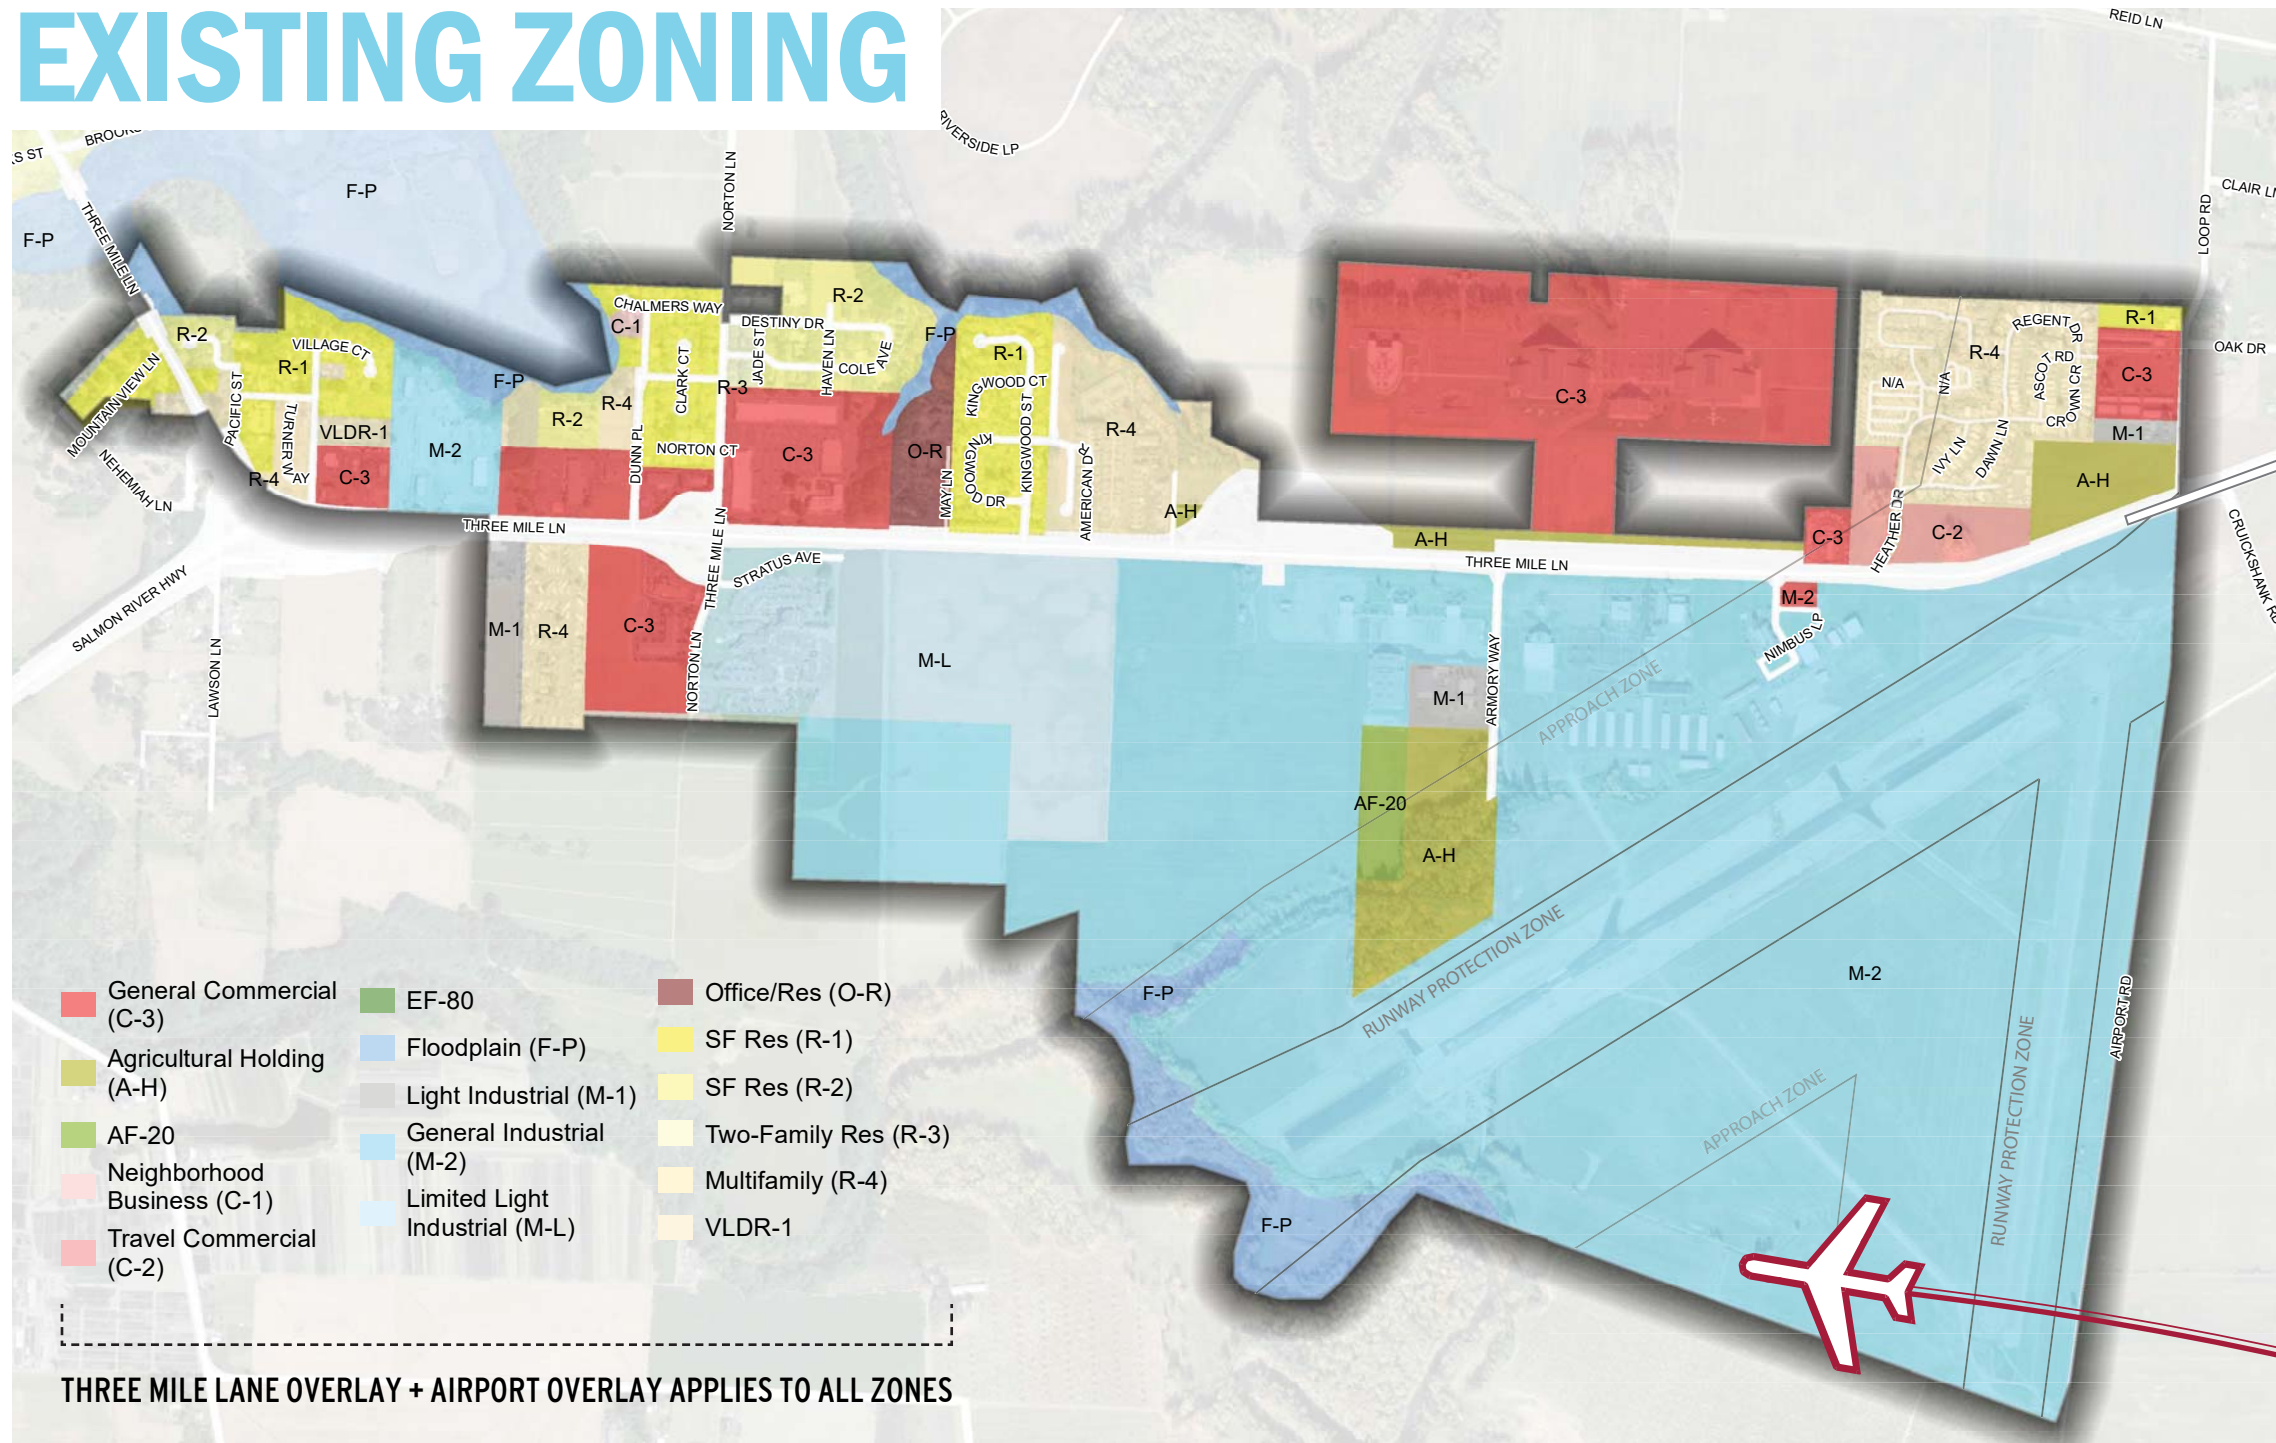 EXISTING ZONING
REID LN
RIVERSIDE LP
KS ST
CLAIR LN
NORTON LN
LOOP RD
F-P
F-P
THREE MILE LN
R-2
CHALMERS WAY
C-1
DESTINY DR
R-2
F-P
R-1
R-2
VILLAGE CT
R-1
JADE ST
HAVEN LN
COLE AVE
R-1
KINGWOOD CT
REGENT DR
R-4
ASCOT RD
CROWN CR
OAK DR
C-3
N/A
N/A
MOUNTAIN VIEW LN
PACIFIC ST
TURNER WAY
F-P
R-4
CLARK CT
R-3
C-3
VLDR-1
M-2
R-2
DUNN PL
NORTON CT
C-3
O-R
KINGWOOD DR
KINGWOOD ST
R-4
M-1
IVY LN
DAWN LN
NEHEMIAH LN
R-4
C-3
MAY LN
AMERICAN DR
A-H
A-H
HEATHER DR
C-2
C-3
A-H
THREE MILE LN
THREE MILE LN
STRATUS AVE
THREE MILE LN
CRUICKSHANK RD
SALMON RIVER HWY
LAWSON LN
M-1
R-4
C-3
NORTON LN
M-L
ARMORY WAY
M-1
M-2
NIMBUS LP
APPROACH ZONE
AF-20
A-H
RUNWAY PROTECTION ZONE
M-2
F-P
F-P
APPROACH ZONE
RUNWAY PROTECTION ZONE
AIRPORT RD
General Commercial
(C-3)
Agricultural Holding
(A-H)
AF-20
Neighborhood
Business (C-1)
Travel Commercial
(C-2)
EF-80
Floodplain (F-P)
Light Industrial (M-1)
General Industrial
(M-2)
Limited Light
Industrial (M-L)
Office/Res (O-R)
SF Res (R-1)
SF Res (R-2)
Two-Family Res (R-3)
Multifamily (R-4)
VLDR-1
THREE MILE LANE OVERLAY + AIRPORT OVERLAY APPLIES TO ALL ZONES